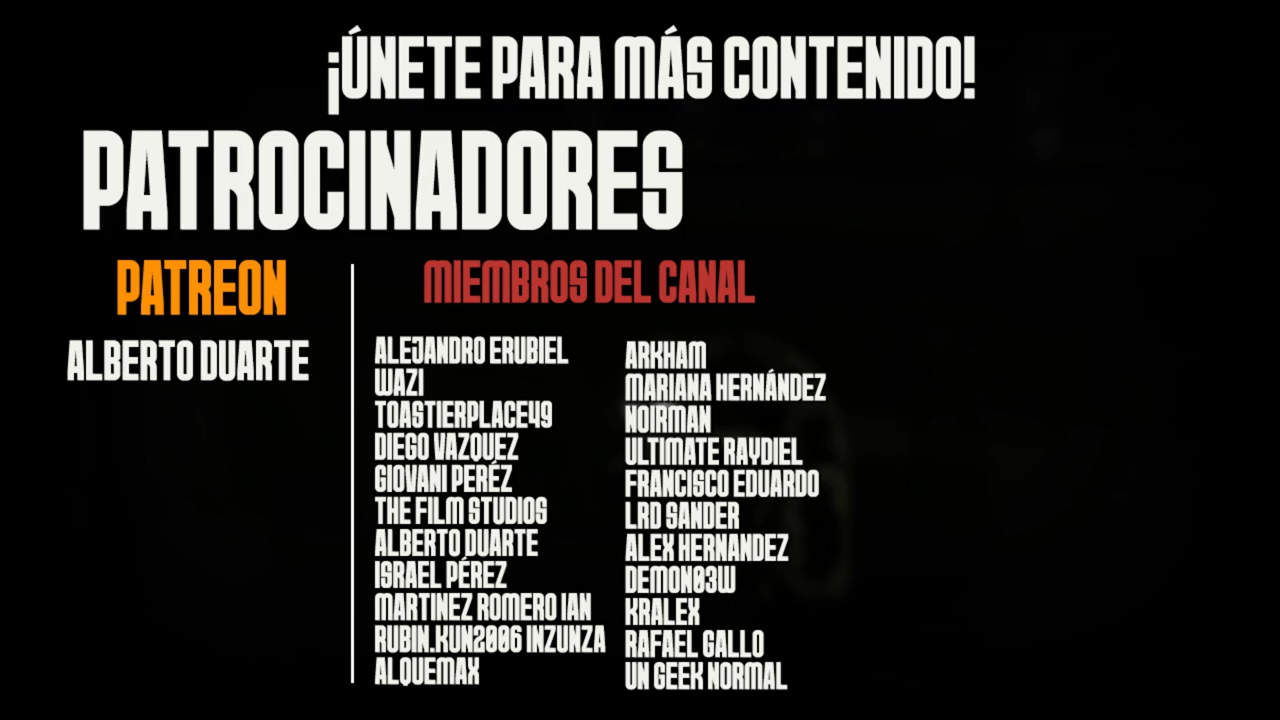 ¡ÚNETE PARA MÁS CONTENIDO!
PATROCINADORES
PATREON
ALBERTO DUARTE
MIEMBROS DEL CANAL
ALEJANDRO ERUBIEL
WAZI
TOASTIERPLACE49
DIEGO VAZQUEZ
GIOVANI PERÉZ
THE FILM STUDIOS
ALBERTO DUARTE
ISRAEL PÉREZ
MARTINEZ ROMERO IAN
RUBIN.KUN2006 INZUNZA
ALQUEMAX
ARKHAM
MARIANA HERNÁNDEZ
NOIRMAN
ULTIMATE RAYDIEL
FRANCISCO EDUARDO
LRD SANDER
ALEX HERNANDEZ
DEMON03W
KRALEX
RAFAEL GALLO
UN GEEK NORMAL